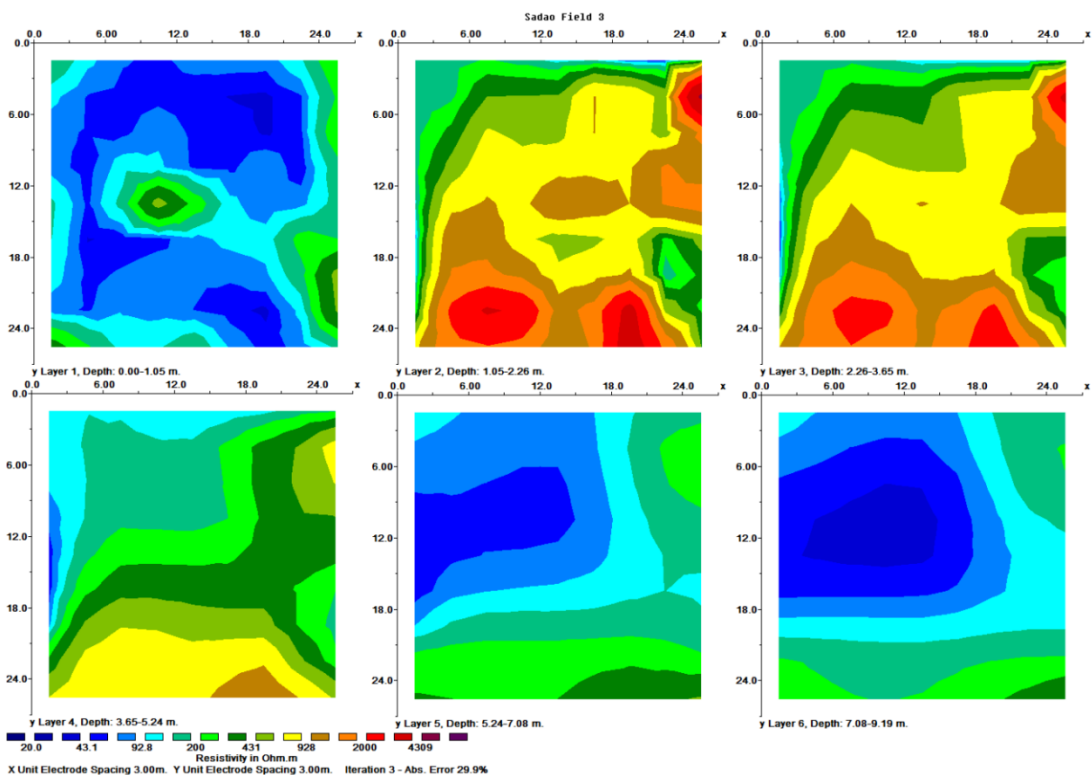 Sadao Field 3
0.0 6.00 12.0 18.0 24.0 x 0.0 6.00 12.0 18.0 24.0 x 0.0 6.00 12.0 18.0 24.0 x
0.0 0.0 0.0
6.00 6.00 6.00
12.0 12.0 12.0
18.0 18.0 18.0
24.0 24.0 24.0
y Layer 1, Depth: 0.00-1.05 m. y Layer 2, Depth: 1.05-2.26 m. y Layer 3, Depth: 2.26-3.65 m.
0.0 6.00 12.0 18.0 24.0 x 0.0 6.00 12.0 18.0 24.0 x 0.0 6.00 12.0 18.0 24.0 x
0.0 0.0 0.0
6.00 6.00 6.00
12.0 12.0 12.0
18.0 18.0 18.0
24.0 24.0 24.0
y Layer 4, Depth: 3.65-5.24 m. y Layer 5, Depth: 5.24-7.08 m. y Layer 6, Depth: 7.08-9.19 m.
20.0 43.1 92.8 200 431 928 2000 4309
Resistivity in Ohm.m
X Unit Electrode Spacing 3.00m. Y Unit Electrode Spacing 3.00m. Iteration 3 - Abs. Error 29.9%